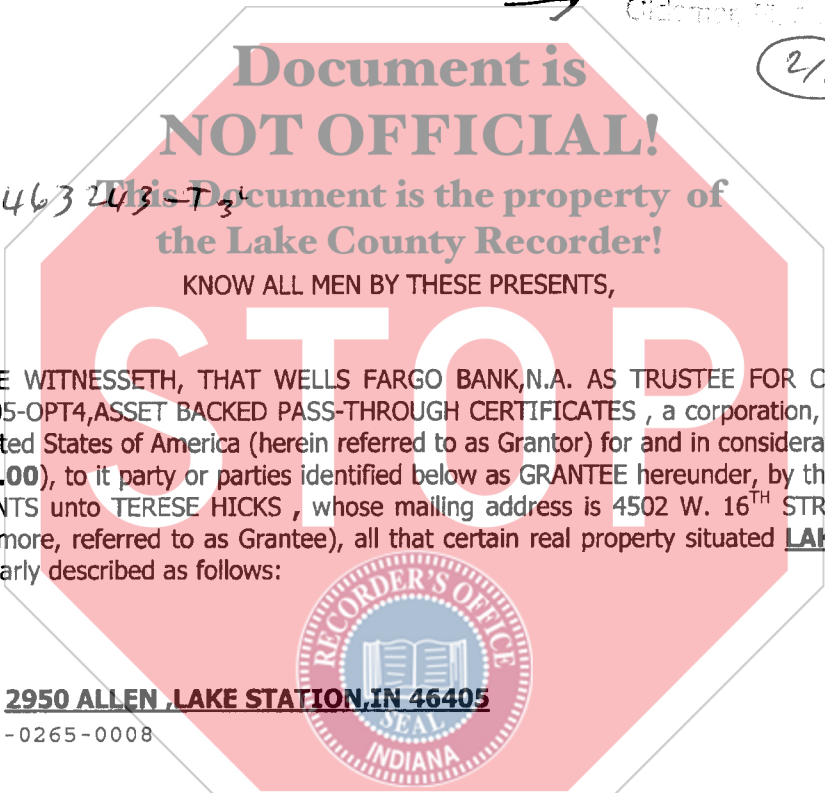 2/
Document is
NOT OFFICIAL!
463243-T
This Document is the property of
the Lake County Recorder!
KNOW ALL MEN BY THESE PRESENTS,
STOP
E WITNESSETH, THAT WELLS FARGO BANK,N.A. AS TRUSTEE FOR C
05-OPT4,ASSET BACKED PASS-THROUGH CERTIFICATES , a corporation,
ted States of America (herein referred to as Grantor) for and in considera
.00), to it party or parties identified below as GRANTEE hereunder, by th
NTS unto TERESE HICKS , whose mailing address is 4502 W. 16TH STR
more, referred to as Grantee), all that certain real property situated LAK
arly described as follows:
RECORDER'S OFFICE
2950 ALLEN ,LAKE STATION,IN 46405
SEAL
-0265-0008
INDIANA